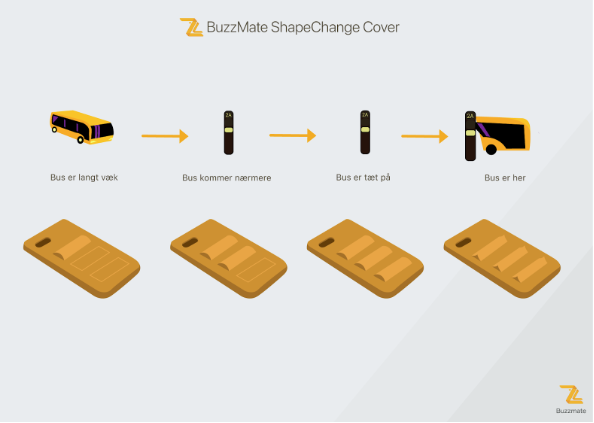 BuzzMate ShapeChange Cover
2A
2A
2A
Bus er langt væk
Bus kommer nærmere
Bus er tæt på
Bus er her
Buzzmate